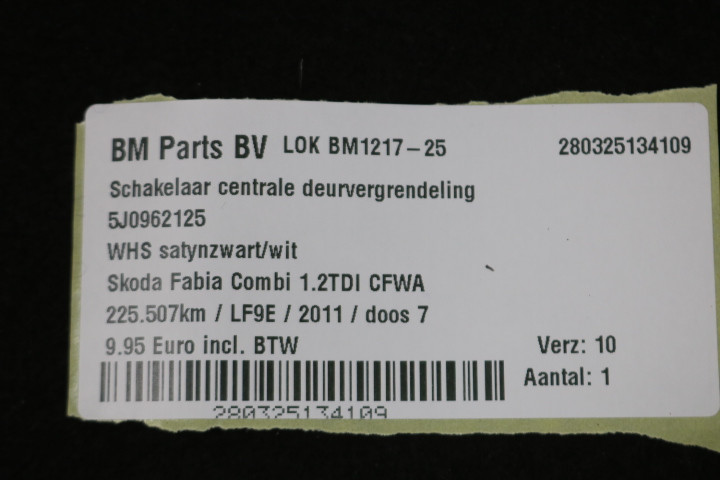 BM Parts BV LOK BM1217-25 280325134109
Schakelaar centrale deurvergrendeling
5J0962125
WHS satynzwart/wit
Skoda Fabia Combi 1.2TDI CFWA
225.507km / LF9E / 2011 / doos 7
9.95 Euro incl. BTW Verz: 10
Aantal: 1
280325134109